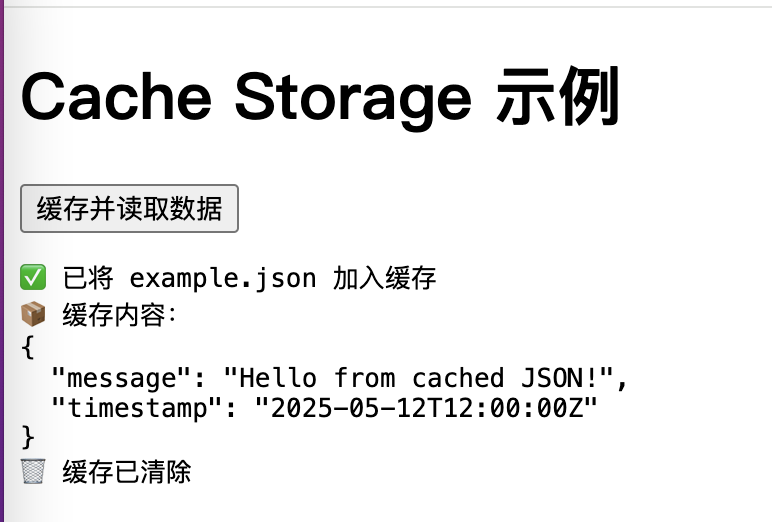 Cache Storage 示例
缓存并读取数据
✅ 已将 example.json 加入缓存
📦 缓存内容：
{
  "message": "Hello from cached JSON!",
  "timestamp": "2025-05-12T12:00:00Z"
}
🗑️ 缓存已清除